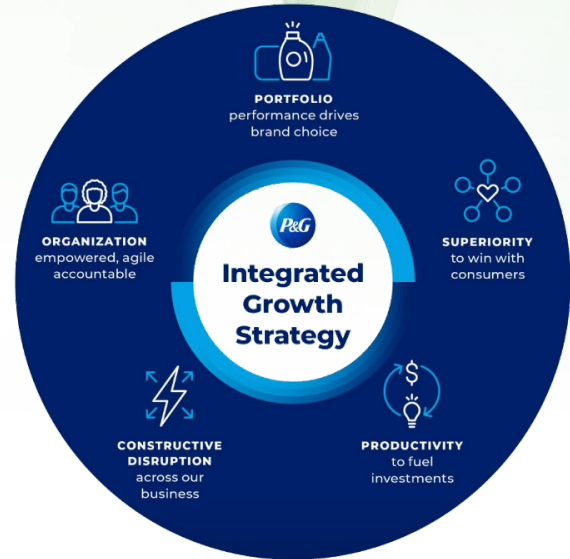 PORTFOLIO
performance drives
brand choice
SUPERIORITY
to win with
consumers
PRODUCTIVITY
to fuel
investments
CONSTRUCTIVE
DISRUPTION
across our
business
ORGANIZATION
empowered, agile
accountable
P&G
Integrated
Growth
Strategy